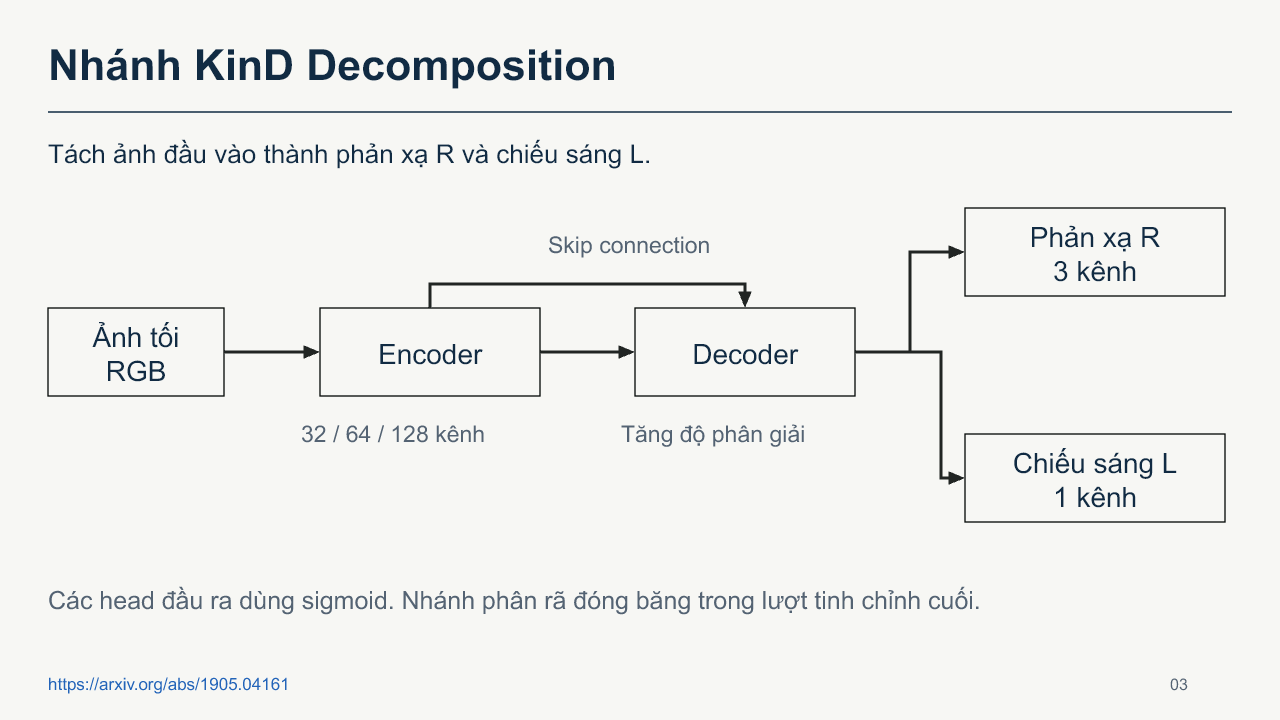 Nhánh KinD Decomposition
Tách ảnh đầu vào thành phản xạ R và chiếu sáng L.
Skip connection
Ảnh tối
RGB
Encoder
Decoder
Phản xạ R
3 kênh
32 / 64 / 128 kênh
Tăng độ phân giải
Chiếu sáng L
1 kênh
Các head đầu ra dùng sigmoid. Nhánh phân rã đóng băng trong lượt tinh chỉnh cuối.
https://arxiv.org/abs/1905.04161
03